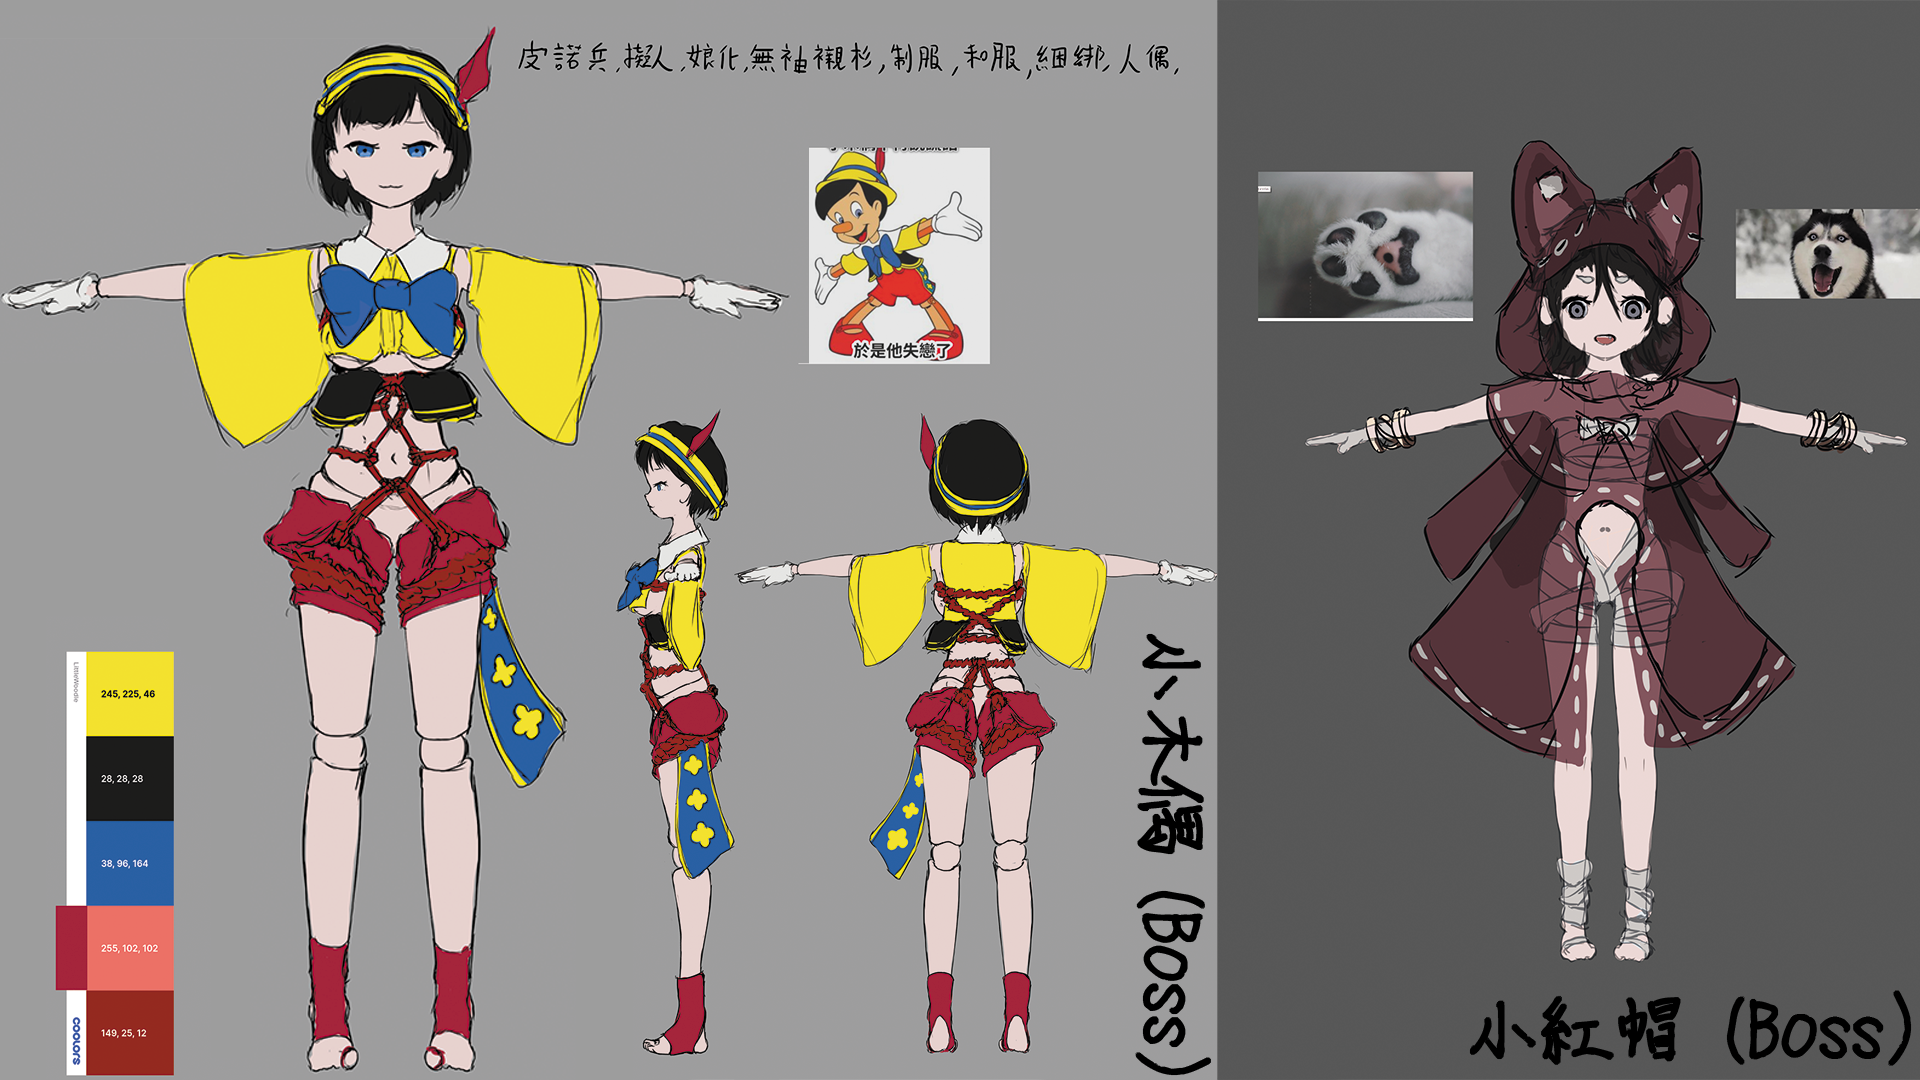 皮諾丘,擬人,娘化,無袖襯衫,制服,和服,綑綁,人偶,
於是他失戀了
小木偶 (Boss)
245, 225, 46
28, 28, 28
38, 96, 164
255, 102, 102
149, 25, 12
coolors
小紅帽 (Boss)